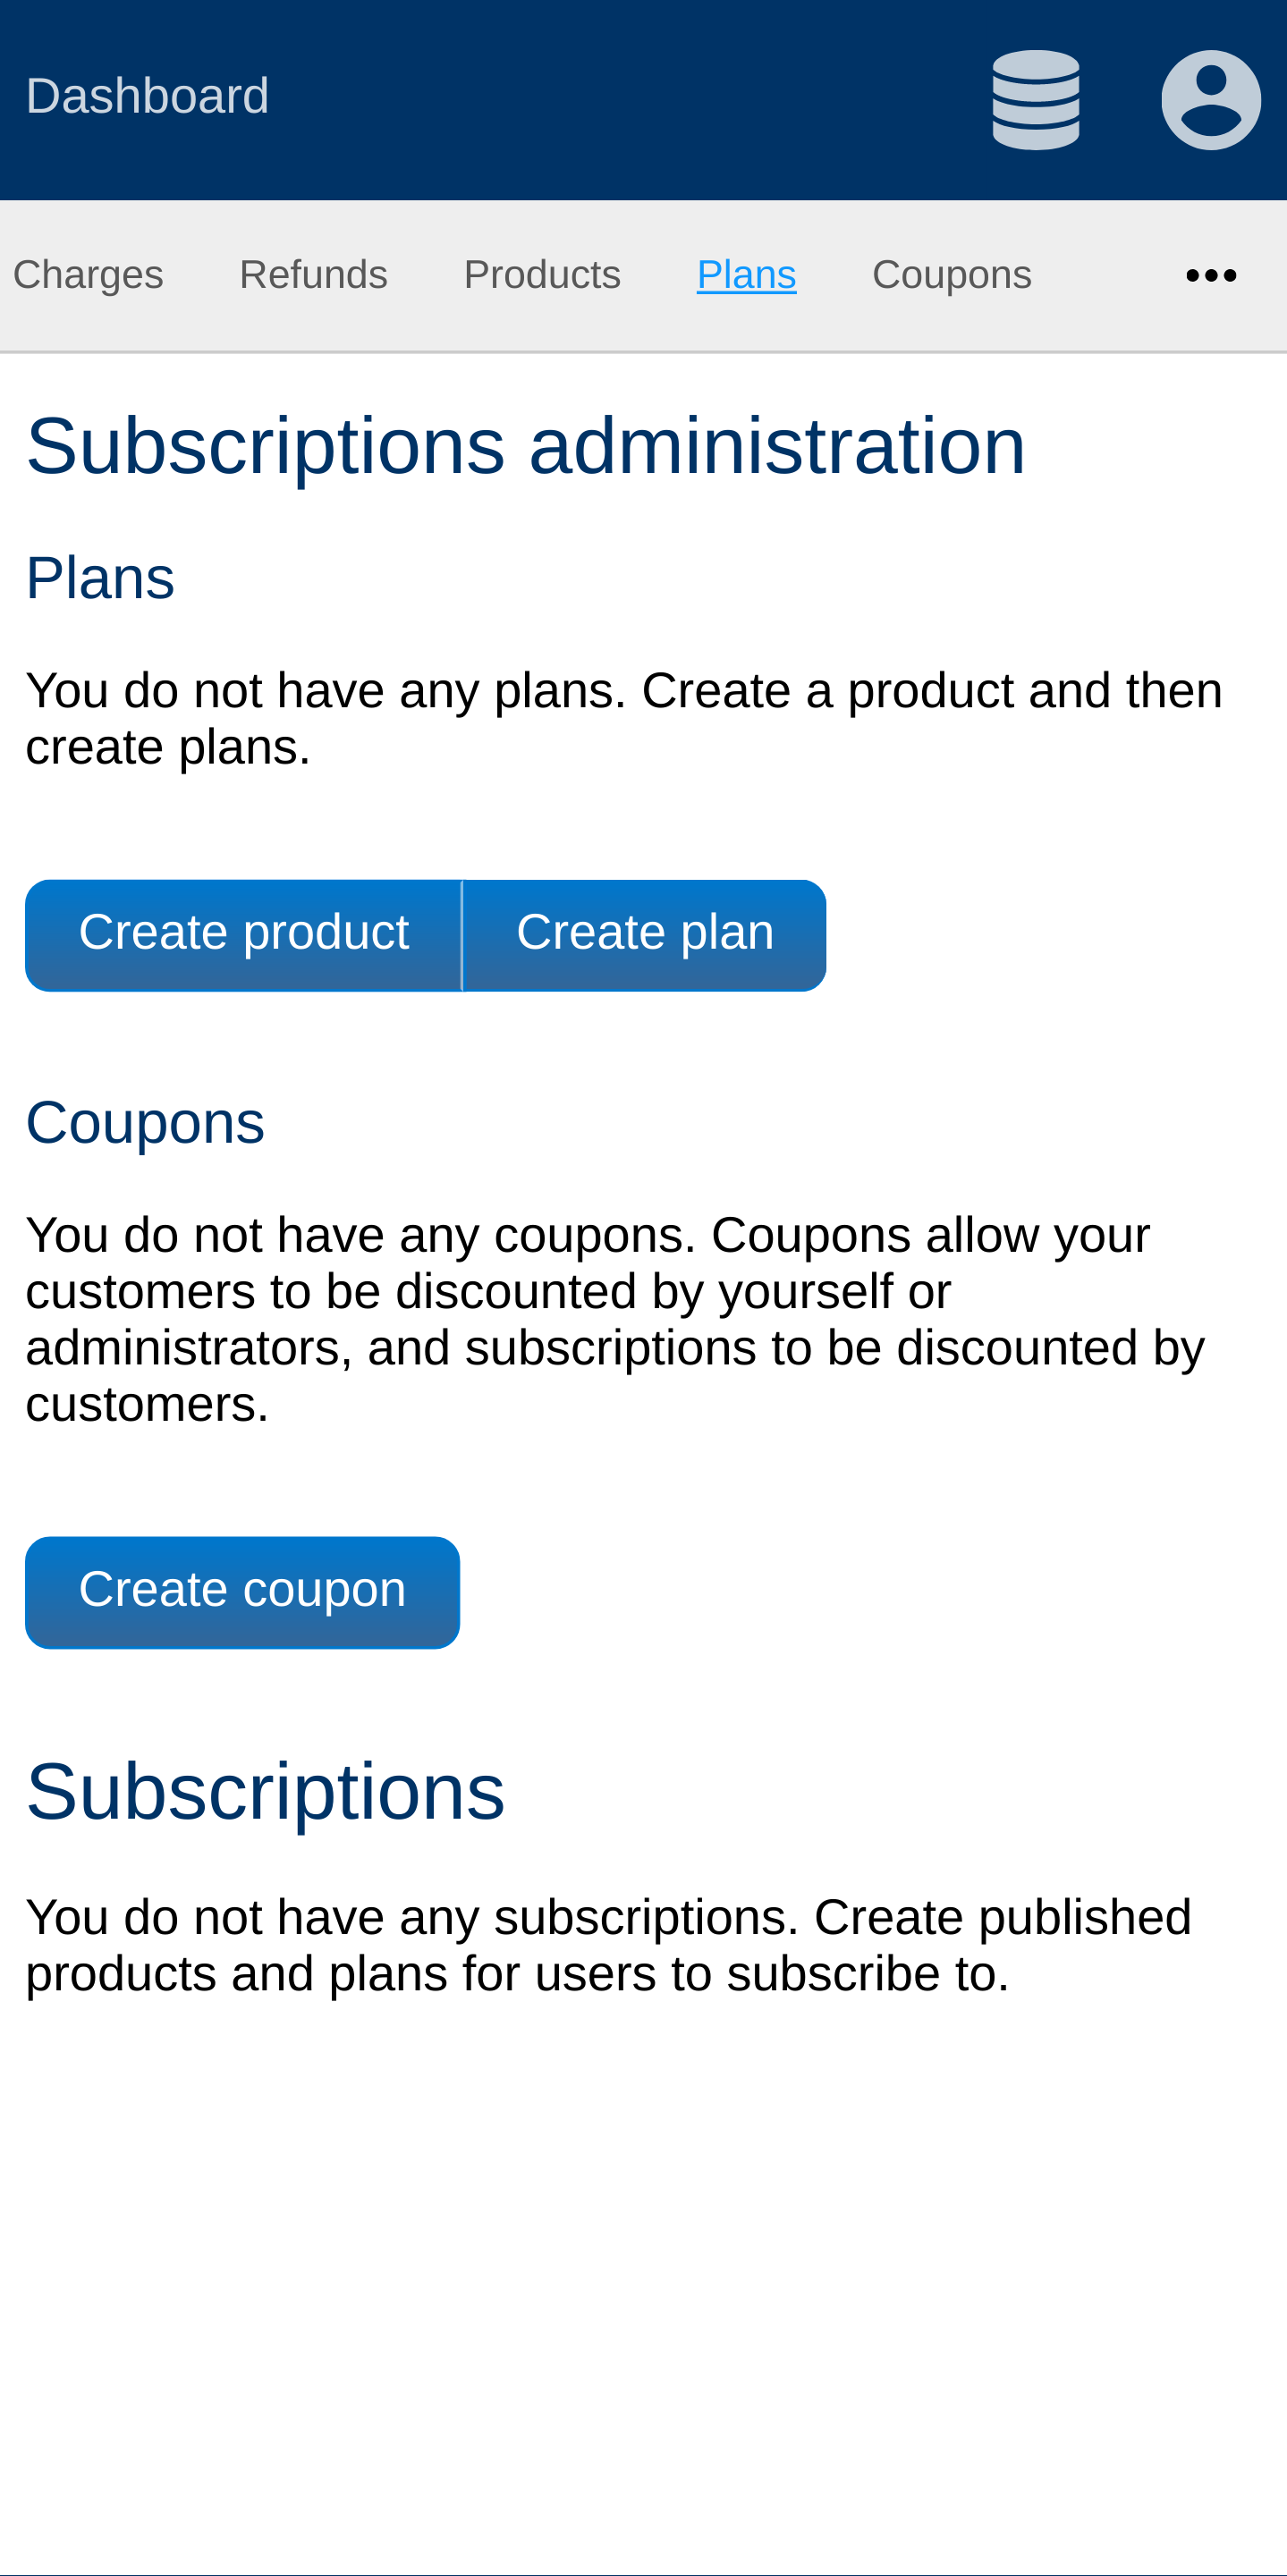 Dashboard
Charges Refunds Products Plans Coupons
Subscriptions administration
Plans
You do not have any plans. Create a product and then
create plans.
Create product Create plan
Coupons
You do not have any coupons. Coupons allow your
customers to be discounted by yourself or
administrators, and subscriptions to be discounted by
customers.
Create coupon
Subscriptions
You do not have any subscriptions. Create published
products and plans for users to subscribe to.